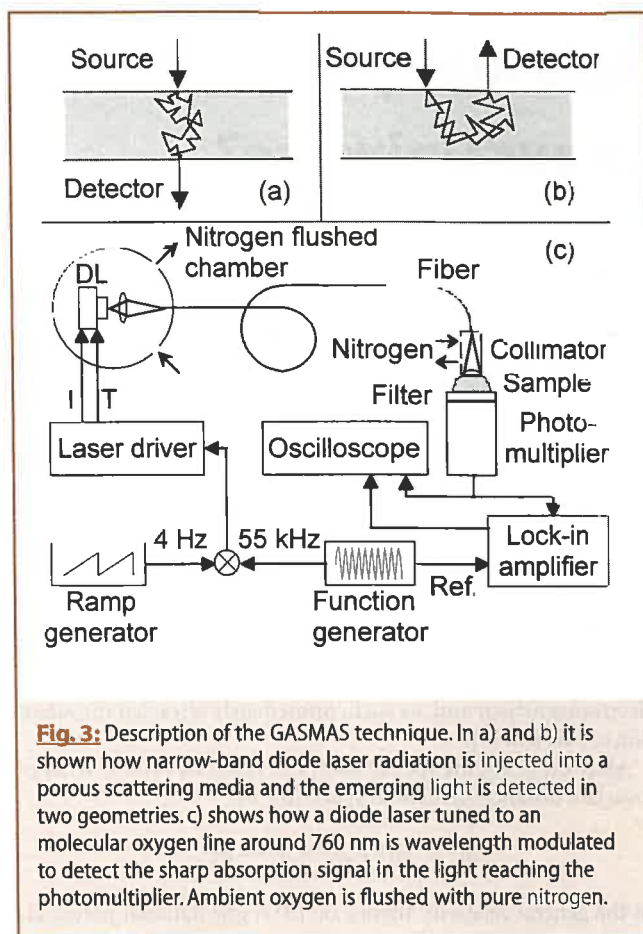 Source
Detector
(a)
Source
Detector
(b)
(c)
Nitrogen flushed
chamber
DL
Fiber
Nitrogen
Collimator
Sample
Filter
Photo-
multiplier
I T
Laser driver
Oscilloscope
Lock-in
amplifier
4 Hz
55 kHz
Ref.
Ramp
generator
Function
generator
Fig. 3: Description of the GASMAS technique. In a) and b) it is
shown how narrow-band diode laser radiation is injected into a
porous scattering media and the emerging light is detected in
two geometries. c) shows how a diode laser tuned to an
molecular oxygen line around 760 nm is wavelength modulated
to detect the sharp absorption signal in the light reaching the
photomultiplier. Ambient oxygen is flushed with pure nitrogen.